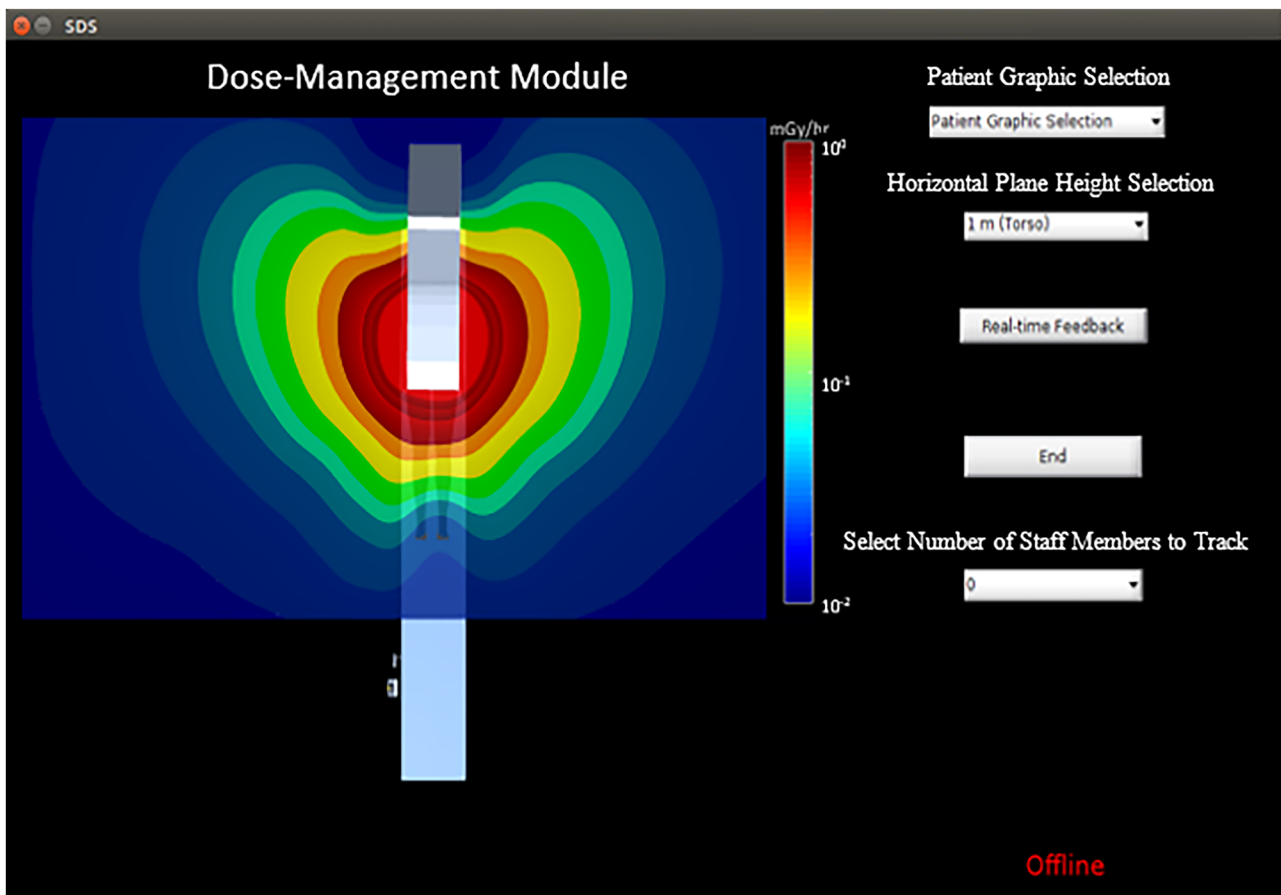 SDS
Dose-Management Module
mGy/hr
10⁰
10⁻¹
10⁻²
Patient Graphic Selection
Patient Graphic Selection
Horizontal Plane Height Selection
1 m (Torso)
Real-time Feedback
End
Select Number of Staff Members to Track
0
Offline